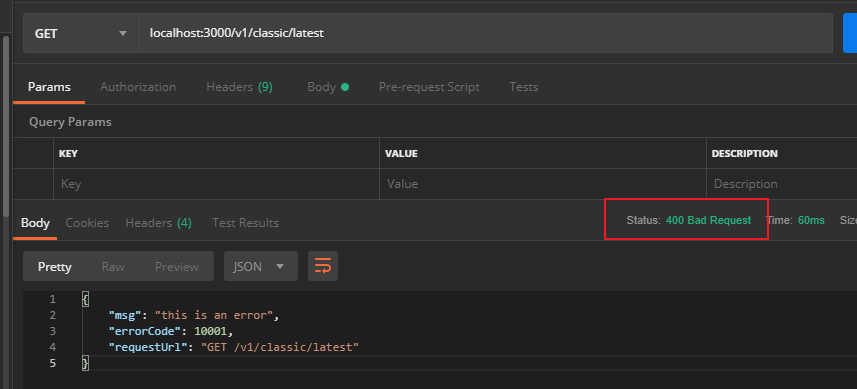 GET localhost:3000/v1/classic/latest
Params Authorization Headers (9) Body Pre-request Script Tests
Query Params
KEY VALUE DESCRIPTION
Key Value Description
Body Cookies Headers (4) Test Results Status: 400 Bad Request Time: 60ms Size
Pretty Raw Preview JSON
1 {
2 "msg": "this is an error",
3 "errorCode": 10001,
4 "requestUrl": "GET /v1/classic/latest"
5 }